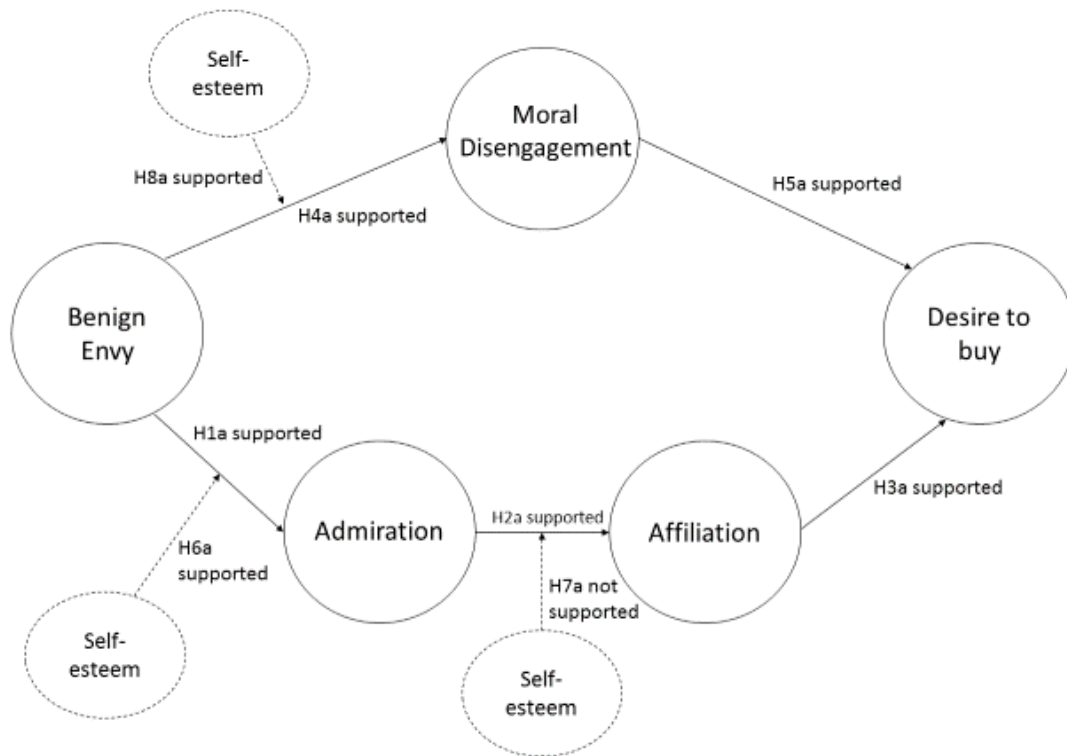 Self-
esteem
Moral
Disengagement
H8a supported
H5a supported
H4a supported
Benign
Envy
Desire to
buy
H1a supported
H3a supported
Admiration
H2a supported
Affiliation
H6a
supported
H7a not
supported
Self-
esteem
Self-
esteem